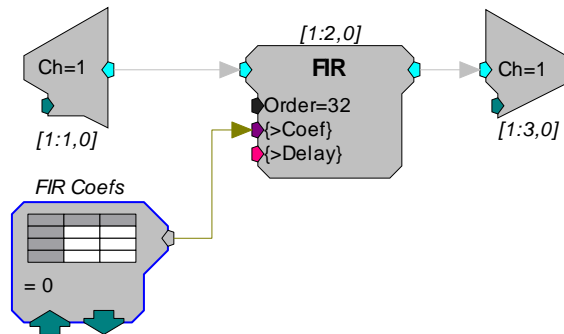 [1:2,0]
Ch=1
FIR
Ch=1
Order=32
[1:1,0]
{>Coef}
[1:3,0]
{>Delay}
FIR Coefs
= 0